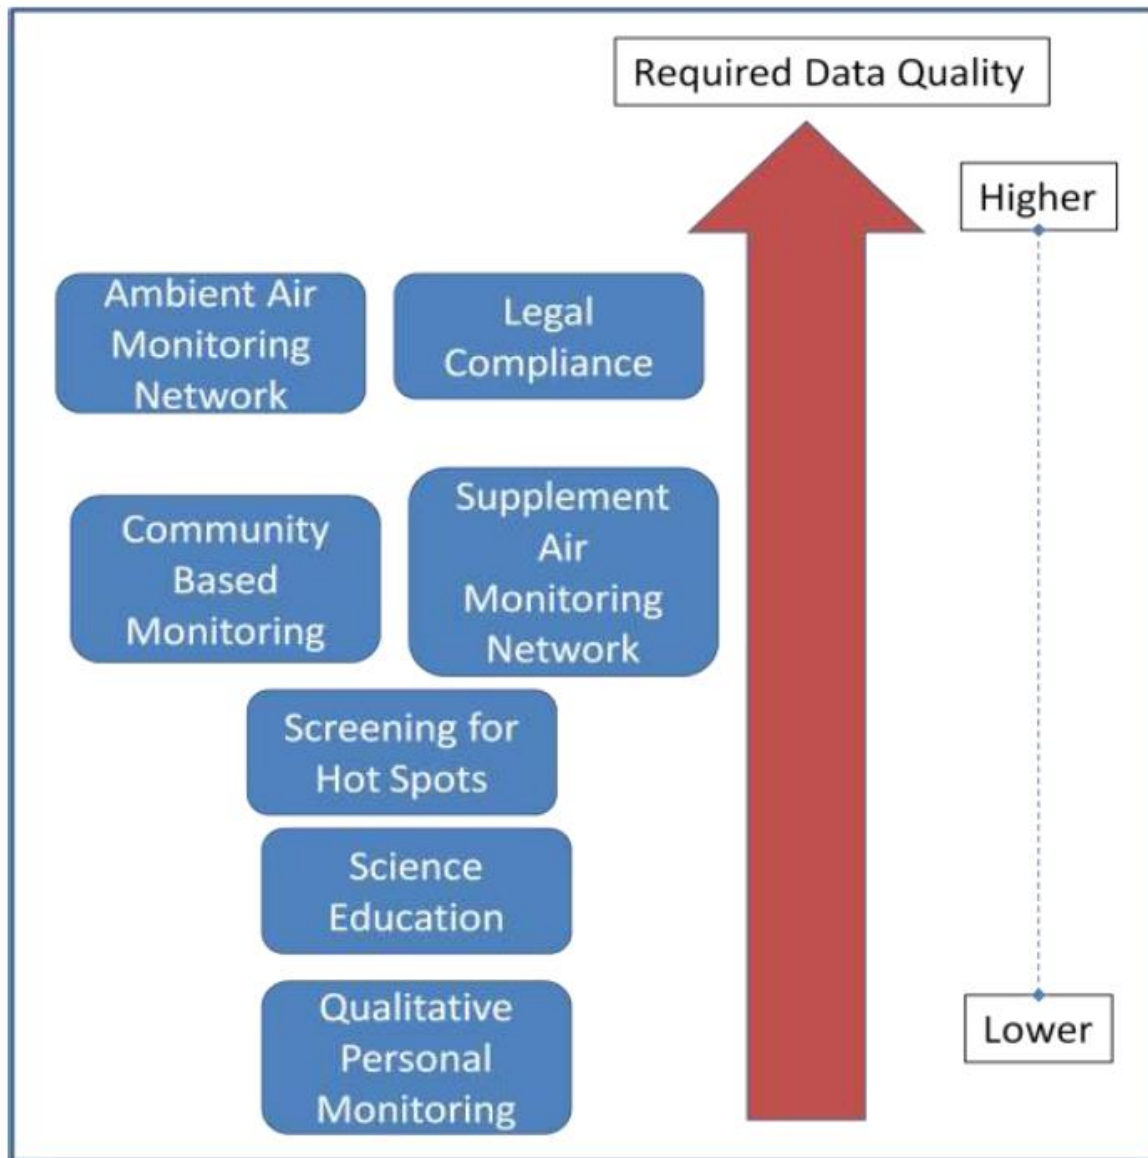 Required Data Quality
Higher
Ambient Air
Monitoring
Network
Legal
Compliance
Community
Based
Monitoring
Supplement
Air
Monitoring
Network
Screening for
Hot Spots
Science
Education
Qualitative
Personal
Monitoring
Lower